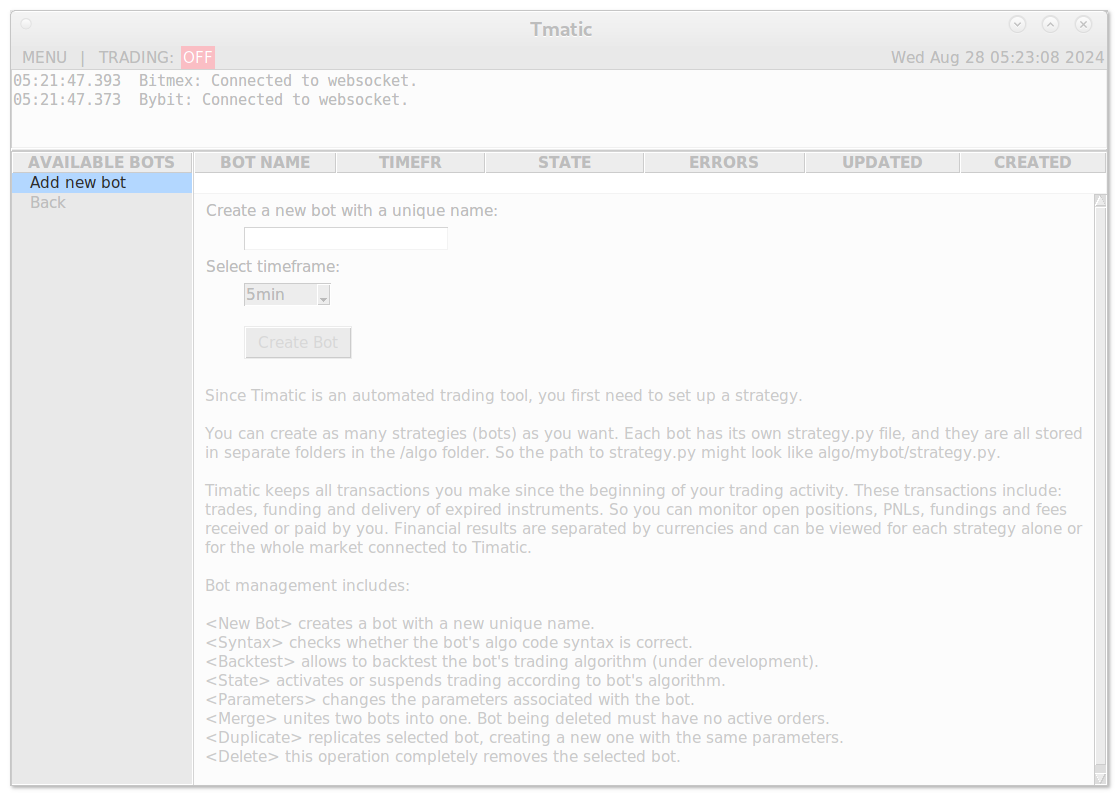 Tmatic
MENU | TRADING: OFF Wed Aug 28 05:23:08 2024
05:21:47.393 Bitmex: Connected to websocket.
05:21:47.373 Bybit: Connected to websocket.
AVAILABLE BOTS BOT NAME TIMEFR STATE ERRORS UPDATED CREATED
Add new bot
Back
Create a new bot with a unique name:
Select timeframe:
5min
Create Bot
Since Timatic is an automated trading tool, you first need to set up a strategy.
You can create as many strategies (bots) as you want. Each bot has its own strategy.py file, and they are all stored
in separate folders in the /algo folder. So the path to strategy.py might look like algo/mybot/strategy.py.
Timatic keeps all transactions you make since the beginning of your trading activity. These transactions include:
trades, funding and delivery of expired instruments. So you can monitor open positions, PNLs, fundings and fees
received or paid by you. Financial results are separated by currencies and can be viewed for each strategy alone or
for the whole market connected to Timatic.
Bot management includes:
<New Bot> creates a bot with a new unique name.
<Syntax> checks whether the bot's algo code syntax is correct.
<Backtest> allows to backtest the bot's trading algorithm (under development).
<State> activates or suspends trading according to bot's algorithm.
<Parameters> changes the parameters associated with the bot.
<Merge> unites two bots into one. Bot being deleted must have no active orders.
<Duplicate> replicates selected bot, creating a new one with the same parameters.
<Delete> this operation completely removes the selected bot.